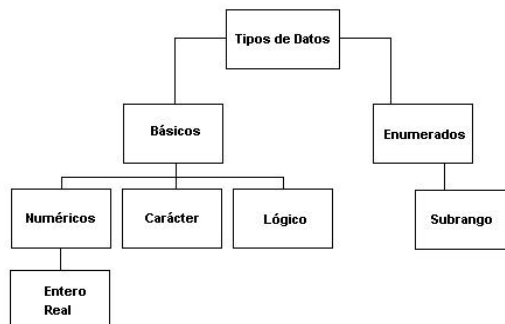 Tipos de Datos
Básicos
Enumerados
Numéricos
Carácter
Lógico
Subrango
Entero
Real